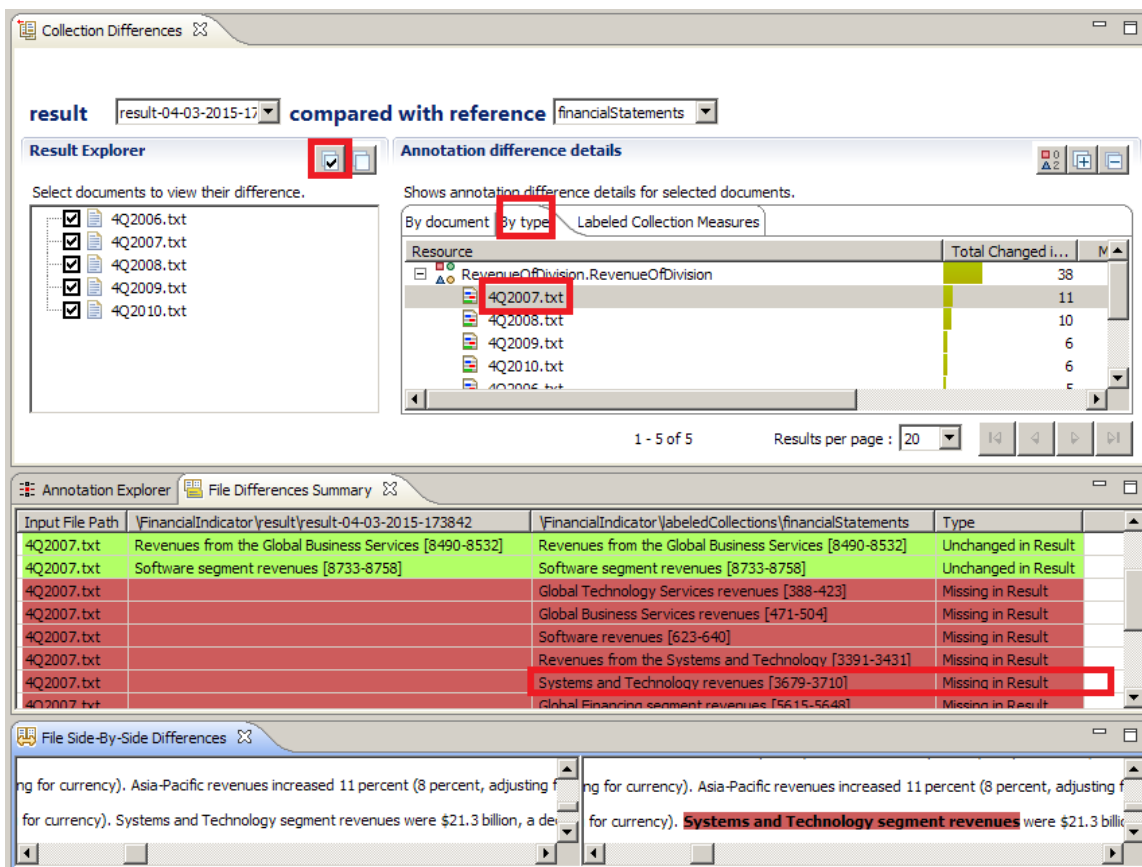 Collection Differences
result result-04-03-2015-17 compared with reference financialStatements
Result Explorer
Select documents to view their difference.
4Q2006.txt
4Q2007.txt
4Q2008.txt
4Q2009.txt
4Q2010.txt
Annotation difference details
Shows annotation difference details for selected documents.
By document By type Labeled Collection Measures
Resource Total Changed i... M
RevenueOfDivision.RevenueOfDivision 38
4Q2007.txt 11
4Q2008.txt 10
4Q2009.txt 6
4Q2010.txt 6
4Q2006.txt 5
1 - 5 of 5 Results per page : 20
Annotation Explorer File Differences Summary
Input File Path \FinancialIndicator\result\result-04-03-2015-173842 \FinancialIndicator\labeledCollections\financialStatements Type
4Q2007.txt Revenues from the Global Business Services [8490-8532] Revenues from the Global Business Services [8490-8532] Unchanged in Result
4Q2007.txt Software segment revenues [8733-8758] Software segment revenues [8733-8758] Unchanged in Result
4Q2007.txt Global Technology Services revenues [388-423] Missing in Result
4Q2007.txt Global Business Services revenues [471-504] Missing in Result
4Q2007.txt Software revenues [623-640] Missing in Result
4Q2007.txt Revenues from the Systems and Technology [3391-3431] Missing in Result
4Q2007.txt Systems and Technology revenues [3679-3710] Missing in Result
4Q2007.txt Global Financing segment revenues [5615-5648] Missing in Result
File Side-By-Side Differences
ng for currency). Asia-Pacific revenues increased 11 percent (8 percent, adjusting f
for currency). Systems and Technology segment revenues were $21.3 billion, a de
ng for currency). Asia-Pacific revenues increased 11 percent (8 percent, adjusting f
for currency). Systems and Technology segment revenues were $21.3 billi